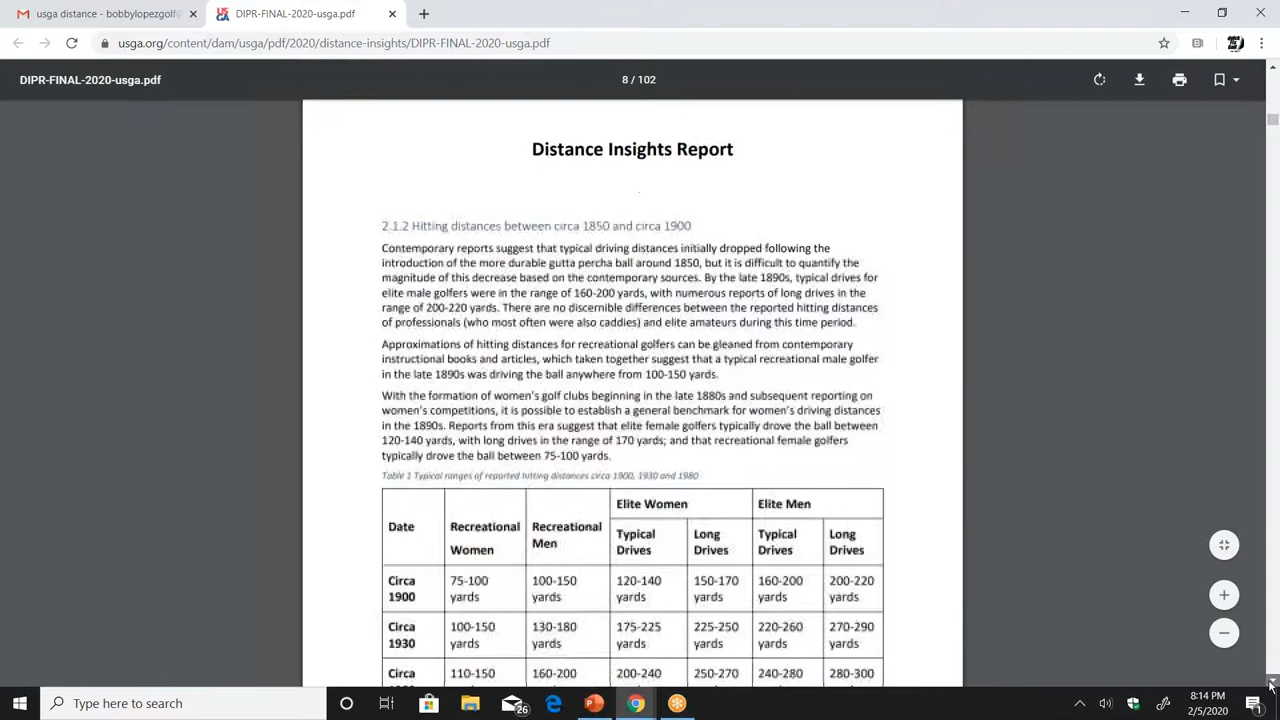 usga distance - bobbylopezgolf@
DIPR-FINAL-2020-usga.pdf
usga.org/content/dam/usga/pdf/2020/distance-insights/DIPR-FINAL-2020-usga.pdf
DIPR-FINAL-2020-usga.pdf
8 / 102
Distance Insights Report
2.1.2 Hitting distances between circa 1850 and circa 1900
Contemporary reports suggest that typical driving distances initially dropped following the
introduction of the more durable gutta percha ball around 1850, but it is difficult to quantify the
magnitude of this decrease based on the contemporary sources. By the late 1890s, typical drives for
elite male golfers were in the range of 160-200 yards, with numerous reports of long drives in the
range of 200-220 yards. There are no discernible differences between the reported hitting distances
of professionals (who most often were also caddies) and elite amateurs during this time period.
Approximations of hitting distances for recreational golfers can be gleaned from contemporary
instructional books and articles, which taken together suggest that a typical recreational male golfer
in the late 1890s was driving the ball anywhere from 100-150 yards.
With the formation of women's golf clubs beginning in the late 1880s and subsequent reporting on
women's competitions, it is possible to establish a general benchmark for women's driving distances
in the 1890s. Reports from this era suggest that elite female golfers typically drove the ball between
120-140 yards, with long drives in the range of 170 yards; and that recreational female golfers
typically drove the ball between 75-100 yards.
Table 1 Typical ranges of reported hitting distances circa 1900, 1930 and 1980
Elite Women Elite Men
Date Recreational Women Recreational Men Typical Drives Long Drives Typical Drives Long Drives
Circa 1900 75-100 yards 100-150 yards 120-140 yards 150-170 yards 160-200 yards 200-220 yards
Circa 1930 100-150 yards 130-180 yards 175-225 yards 225-250 yards 220-260 yards 270-290 yards
Circa 110-150 160-200 200-240 250-270 240-280 280-300
Type here to search
26
8:14 PM
2/5/2020
1